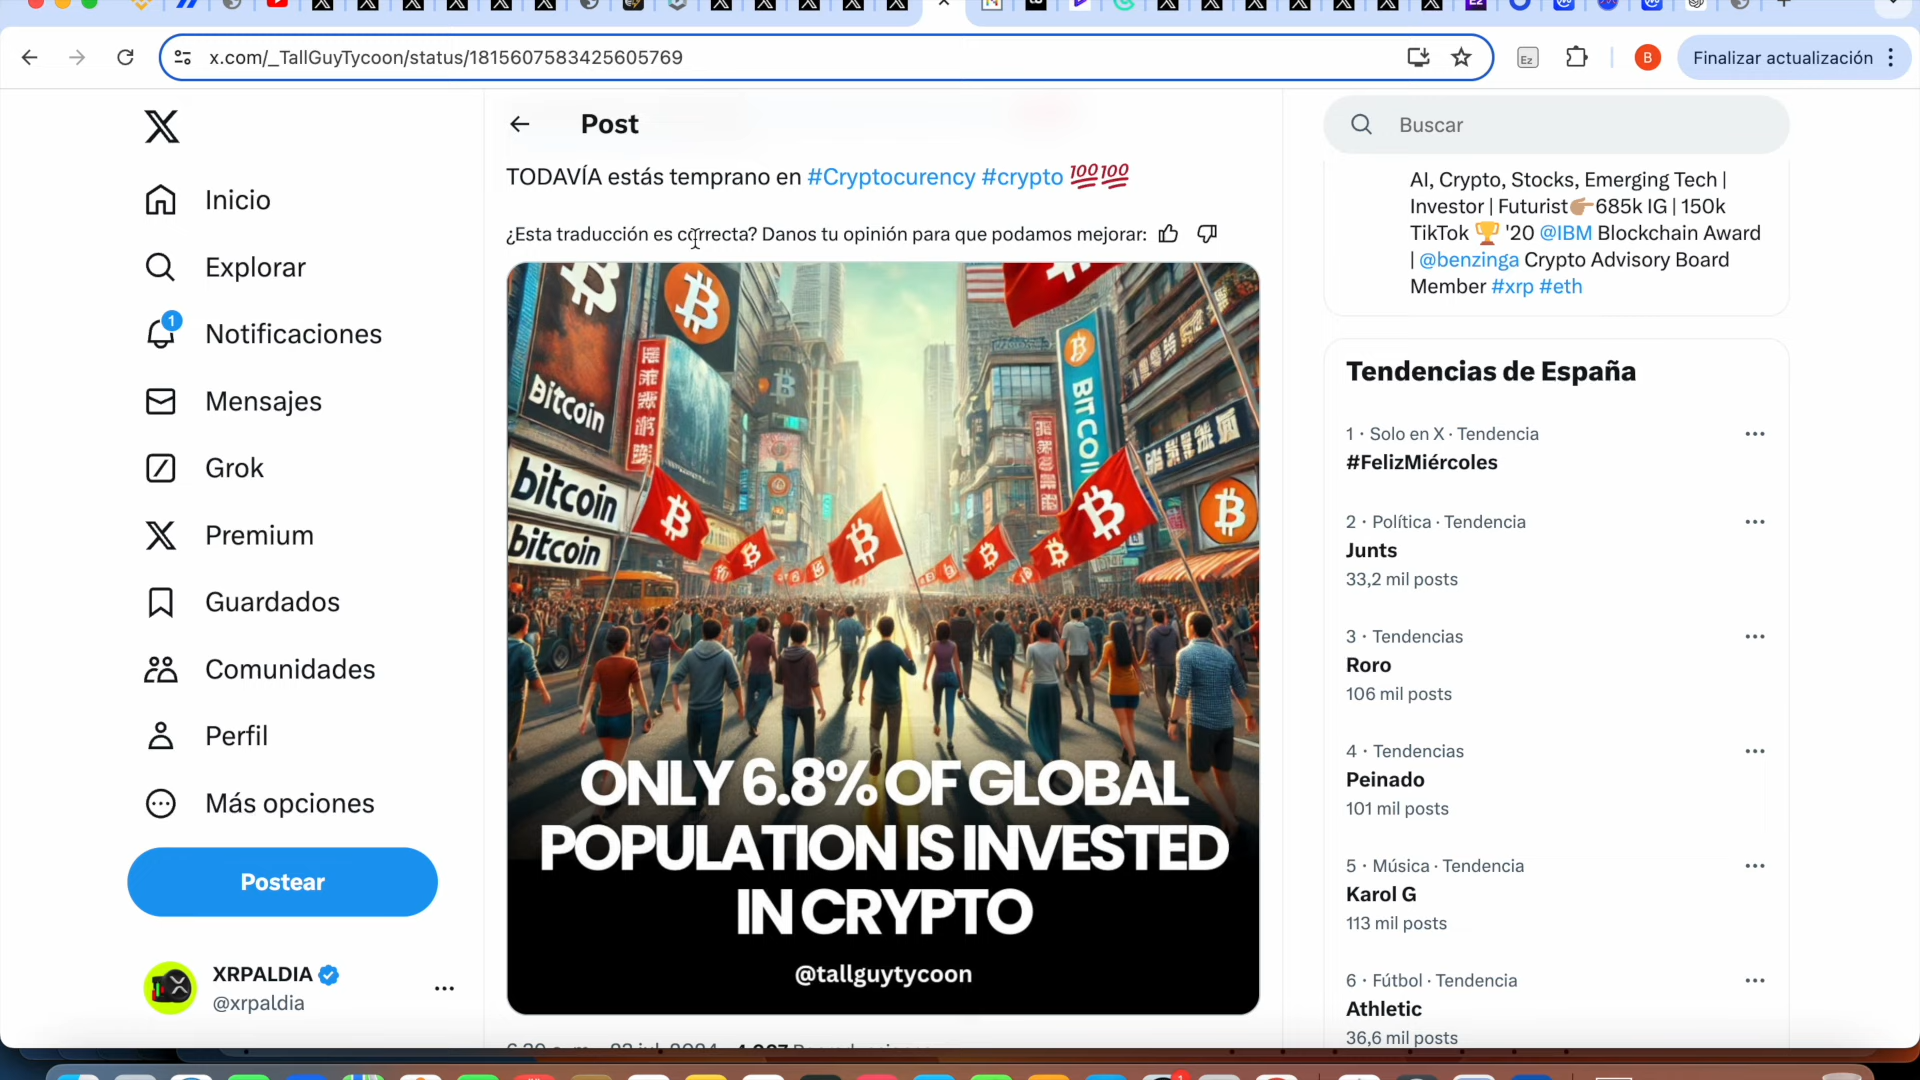 x.com/_TallGuyTycoon/status/1815607583425605769
Ez
B
Finalizar actualización
Inicio
Explorar
1
Notificaciones
Mensajes
Grok
Premium
Guardados
Comunidades
Perfil
Más opciones
Postear
XRPALDIA
@xrpaldia
Post
TODAVÍA estás temprano en #Cryptocurency #crypto 💯💯
¿Esta traducción es correcta? Danos tu opinión para que podamos mejorar:
Bitcoin
bitcoin
bitcoin
BITCOI
ONLY 6.8% OF GLOBAL
POPULATION IS INVESTED
IN CRYPTO
@tallguytycoon
Buscar
AI, Crypto, Stocks, Emerging Tech |
Investor | Futurist👉🏽685k IG | 150k
TikTok 🏆 '20 @IBM Blockchain Award
| @benzinga Crypto Advisory Board
Member #xrp #eth
Tendencias de España
1 · Solo en X · Tendencia
#FelizMiércoles
2 · Política · Tendencia
Junts
33,2 mil posts
3 · Tendencias
Roro
106 mil posts
4 · Tendencias
Peinado
101 mil posts
5 · Música · Tendencia
Karol G
113 mil posts
6 · Fútbol · Tendencia
Athletic
36,6 mil posts